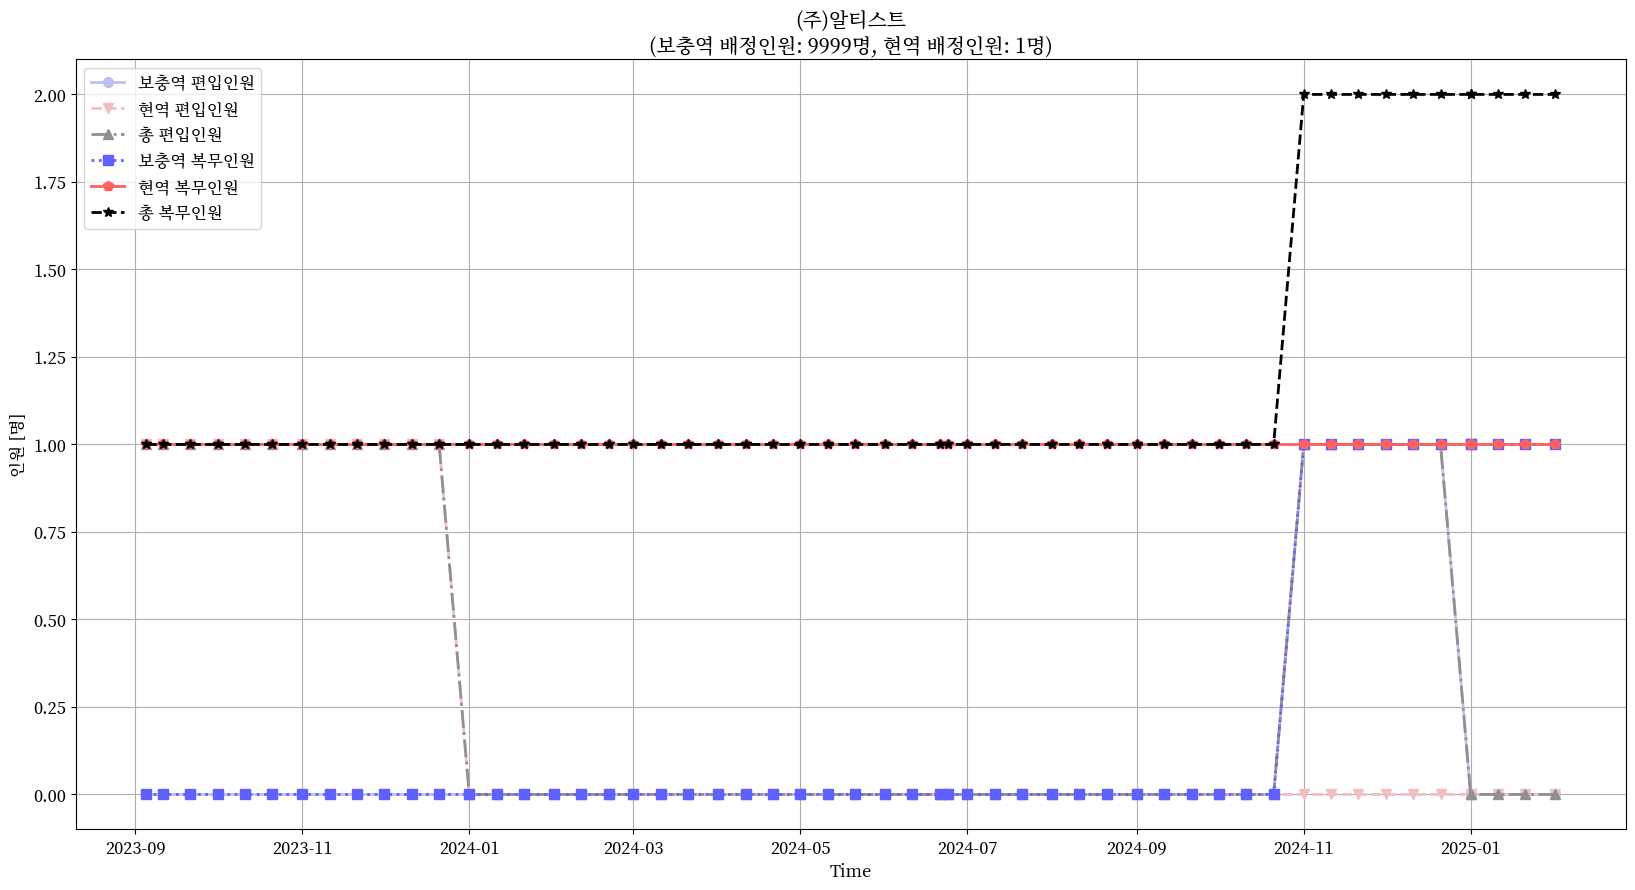 (주)알티스트
(보충역 배정인원: 9999명, 현역 배정인원: 1명)
보충역 편입인원
현역 편입인원
총 편입인원
보충역 복무인원
현역 복무인원
총 복무인원
인원 [명]
2.00
1.75
1.50
1.25
1.00
0.75
0.50
0.25
0.00
2023-09
2023-11
2024-01
2024-03
2024-05
2024-07
2024-09
2024-11
2025-01
Time